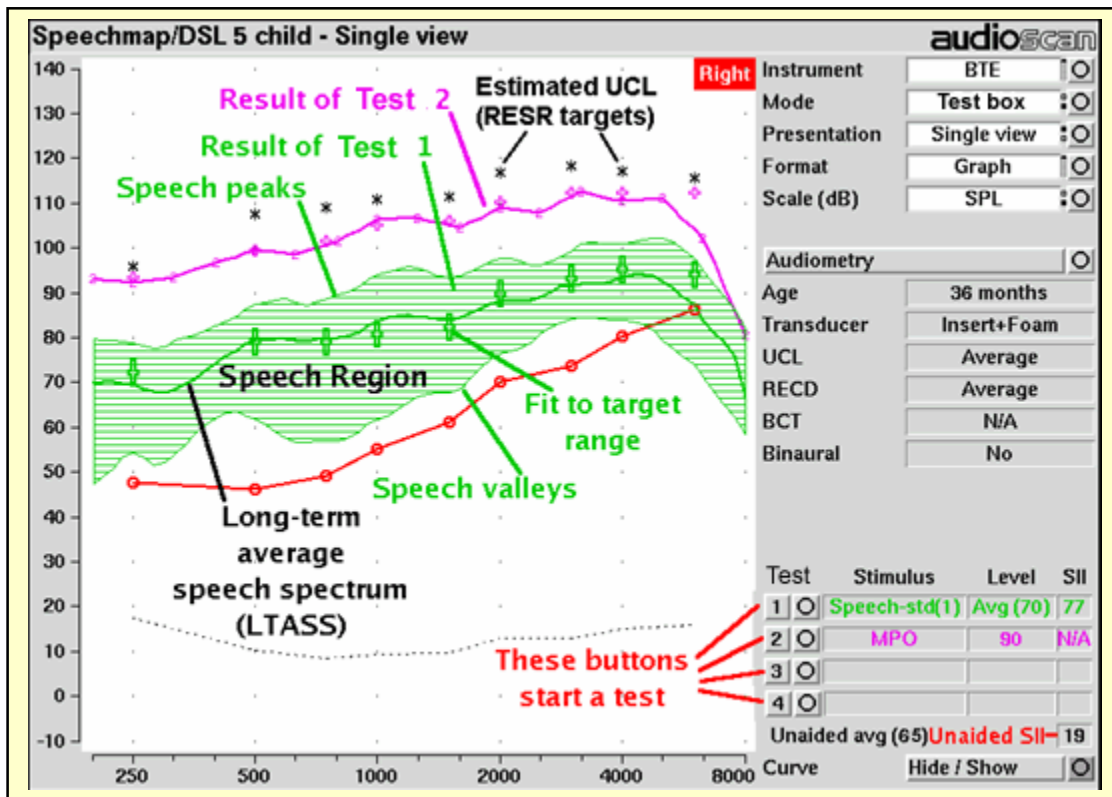 Speechmap/DSL 5 child - Single view
audioscan
140
130
120
110
100
90
80
70
60
50
40
30
20
10
0
-10
250
500
1000
2000
4000
8000
Right
Result of Test 2
Estimated UCL
(RESR targets)
Result of Test 1
Speech peaks
Speech Region
Fit to target
range
Speech valleys
Long-term
average
speech spectrum
(LTASS)
These buttons
start a test
Instrument BTE
Mode Test box
Presentation Single view
Format Graph
Scale (dB) SPL
Audiometry
Age 36 months
Transducer Insert+Foam
UCL Average
RECD Average
BCT N/A
Binaural No
Test Stimulus Level SII
1 Speech-std(1) Avg (70) 77
2 MPO 90 N/A
3
4
Unaided avg (65) Unaided SII 19
Curve Hide / Show